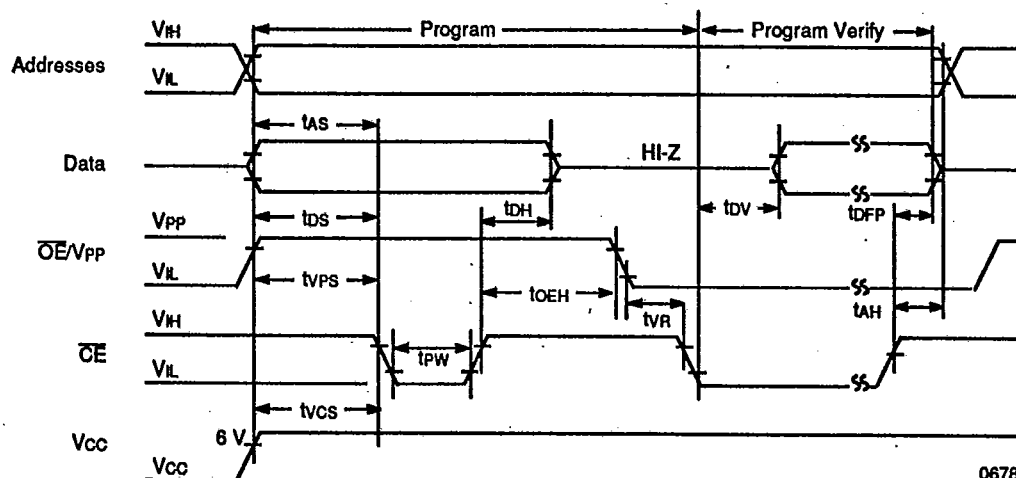 Program
Program Verify
VIH
Addresses
VIL
tAS
Data
HI-Z
tDS
tDH
tDV
tDFP
VPP
OE/VPP
VIL
tVPS
tOEH
tVR
tAH
VIH
CE
tPW
VIL
tVCS
6 V
VCC
VCC
0678